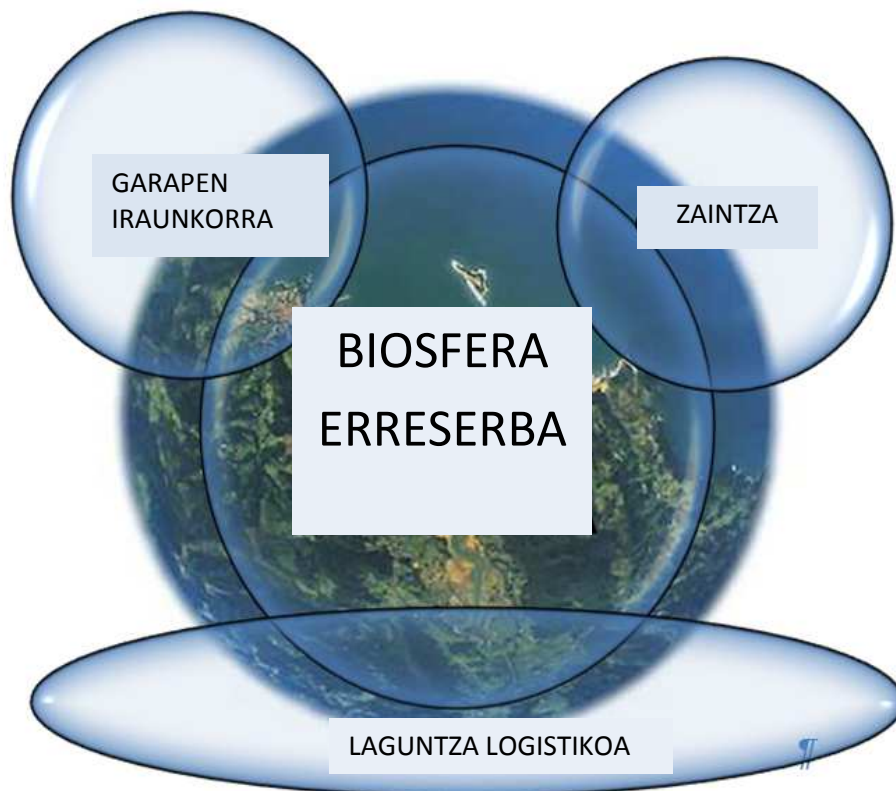 GARAPEN
IRAUNKORRA
ZAINTZA
BIOSFERA
ERRESERBA
LAGUNTZA LOGISTIKOA
¶